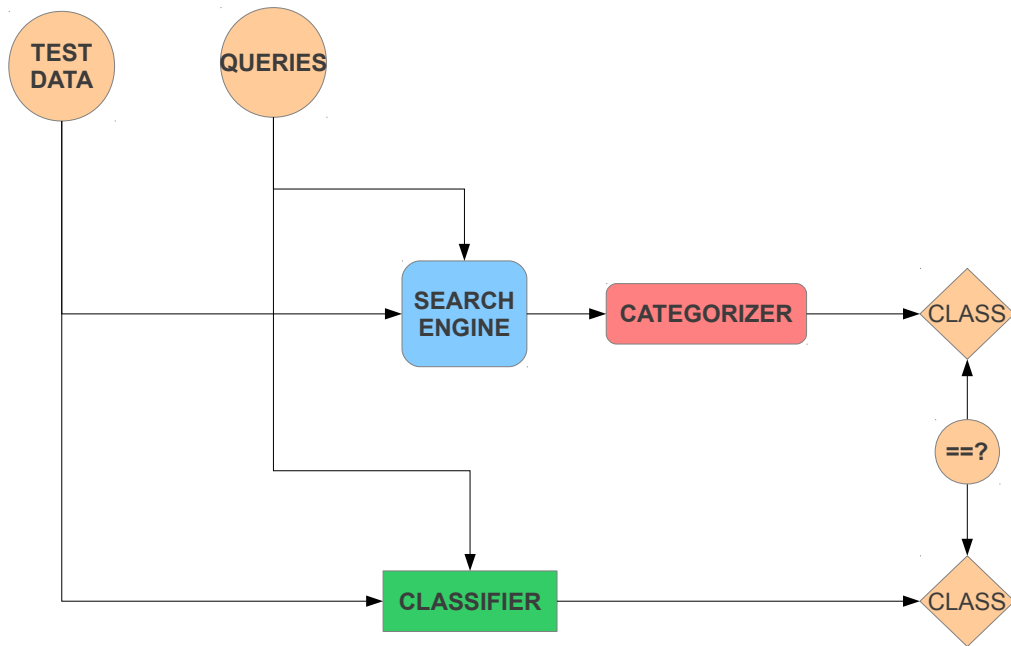 TEST
DATA
QUERIES
SEARCH
ENGINE
CATEGORIZER
CLASS
==?
CLASSIFIER
CLASS